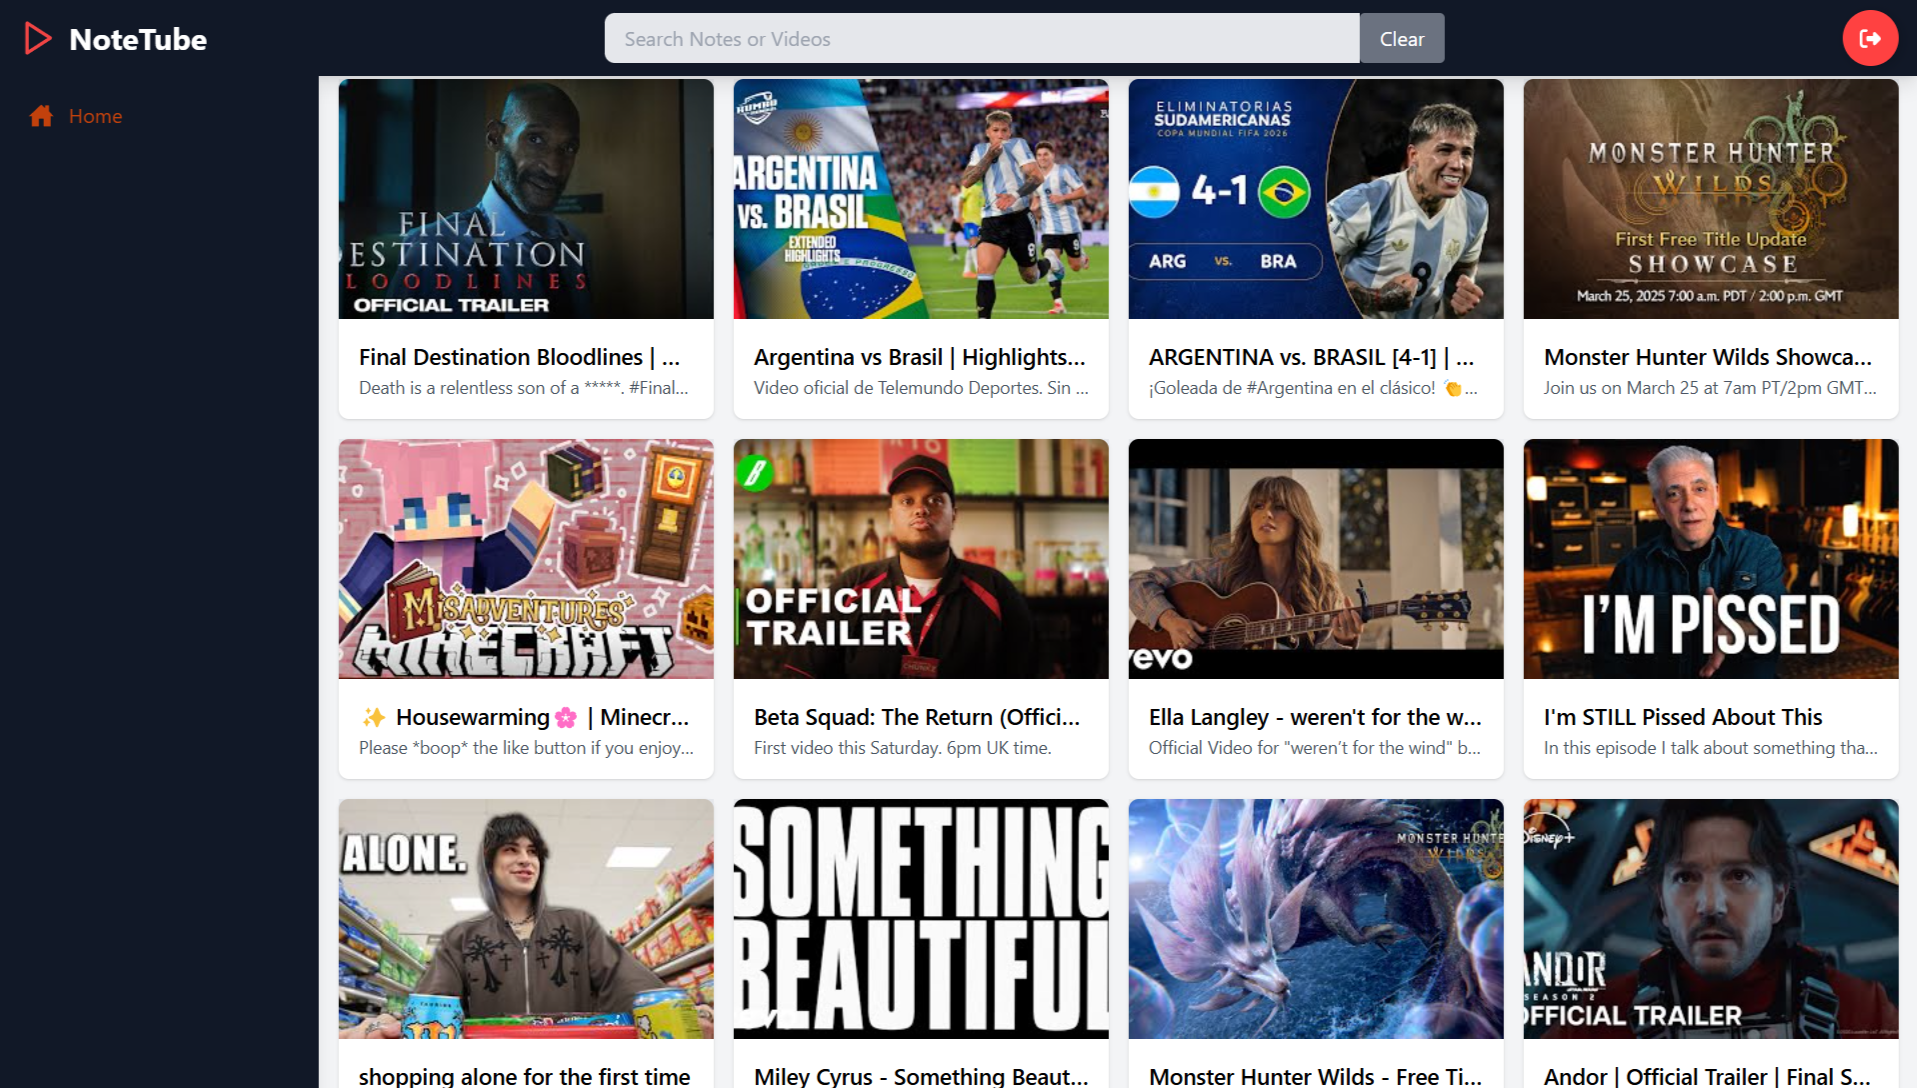 NoteTube
Search Notes or Videos
Clear
Home
FINAL
DESTINATION
BLOODLINES
OFFICIAL TRAILER
ARGENTINA
VS. BRASIL
EXTENDED
HIGHLIGHTS
ELIMINATORIAS
SUDAMERICANAS
COPA MUNDIAL FIFA 2026
4-1
ARG VS. BRA
MONSTER HUNTER
WILDS
First Free Title Update
SHOWCASE
March 25, 2025 7:00 a.m. PDT / 2:00 p.m. GMT
Final Destination Bloodlines | ...
Death is a relentless son of a *****. #Final...
Argentina vs Brasil | Highlights...
Video oficial de Telemundo Deportes. Sin ...
ARGENTINA vs. BRASIL [4-1] | ...
¡Goleada de #Argentina en el clásico! 👏...
Monster Hunter Wilds Showca...
Join us on March 25 at 7am PT/2pm GMT...
MISADVENTURES
MINECRAFT
OFFICIAL
TRAILER
vevo
I'M PISSED
✨ Housewarming🌸 | Minecr...
Please *boop* the like button if you enjoy...
Beta Squad: The Return (Offici...
First video this Saturday. 6pm UK time.
Ella Langley - weren't for the w...
Official Video for "weren't for the wind" b...
I'm STILL Pissed About This
In this episode I talk about something tha...
ALONE.
SOMETHING
BEAUTIFUL
MONSTER HUNTER
WILDS
Disney+
ANDOR
SEASON 2
OFFICIAL TRAILER
shopping alone for the first time
Miley Cyrus - Something Beaut...
Monster Hunter Wilds - Free Ti...
Andor | Official Trailer | Final S...